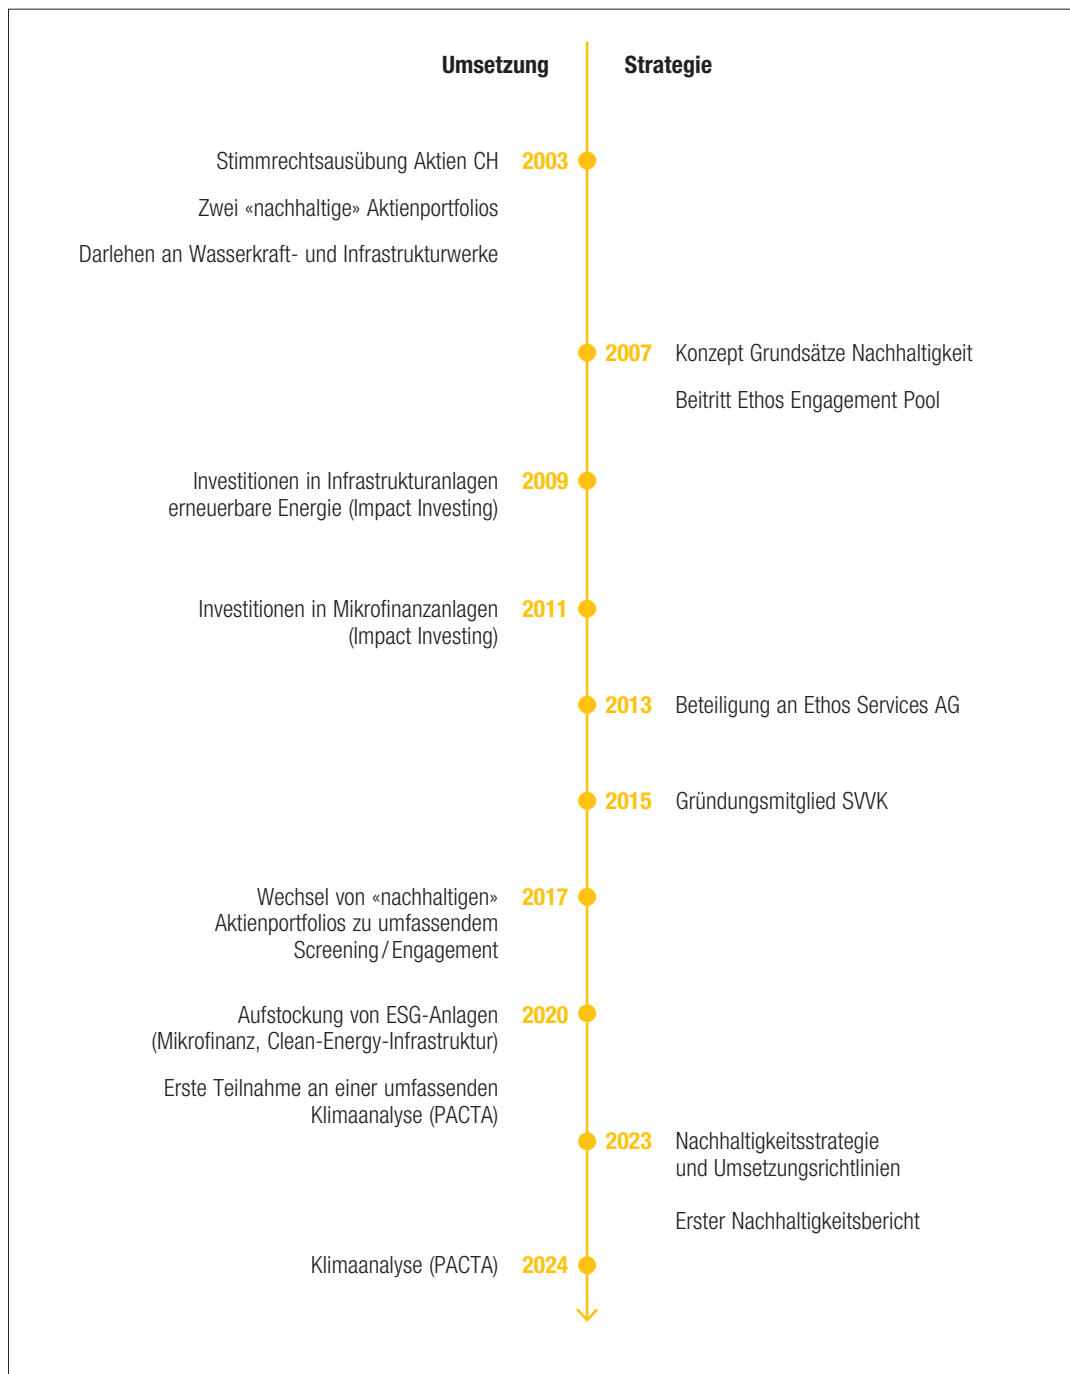 Umsetzung
Strategie
Stimmrechtsausübung Aktien CH
2003
Zwei «nachhaltige» Aktienportfolios
Darlehen an Wasserkraft- und Infrastrukturwerke
2007
Konzept Grundsätze Nachhaltigkeit
Beitritt Ethos Engagement Pool
Investitionen in Infrastrukturanlagen
erneuerbare Energie (Impact Investing)
2009
Investitionen in Mikrofinanzanlagen
(Impact Investing)
2011
2013
Beteiligung an Ethos Services AG
2015
Gründungsmitglied SVVK
Wechsel von «nachhaltigen»
Aktienportfolios zu umfassendem
Screening / Engagement
2017
Aufstockung von ESG-Anlagen
(Mikrofinanz, Clean-Energy-Infrastruktur)
2020
Erste Teilnahme an einer umfassenden
Klimaanalyse (PACTA)
2023
Nachhaltigkeitsstrategie
und Umsetzungsrichtlinien
Erster Nachhaltigkeitsbericht
Klimaanalyse (PACTA)
2024